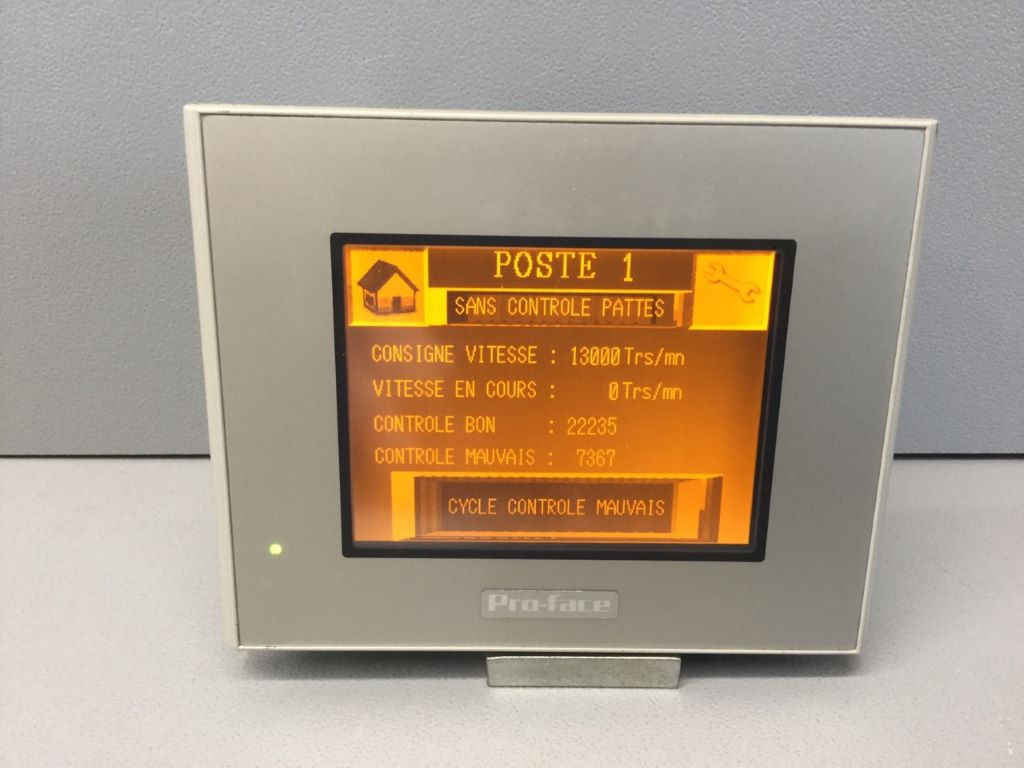 POSTE 1
SANS CONTROLE PATTES
CONSIGNE VITESSE : 13000 Trs/mn
VITESSE EN COURS : 0 Trs/mn
CONTROLE BON : 22235
CONTROLE MAUVAIS : 7367
CYCLE CONTROLE MAUVAIS
Pro-face